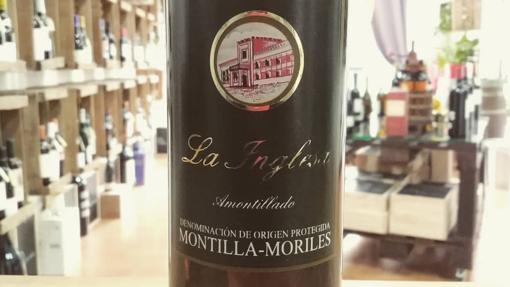 La Inglesa
Amontillado
DENOMINACIÓN DE ORIGEN PROTEGIDA
MONTILLA-MORILES